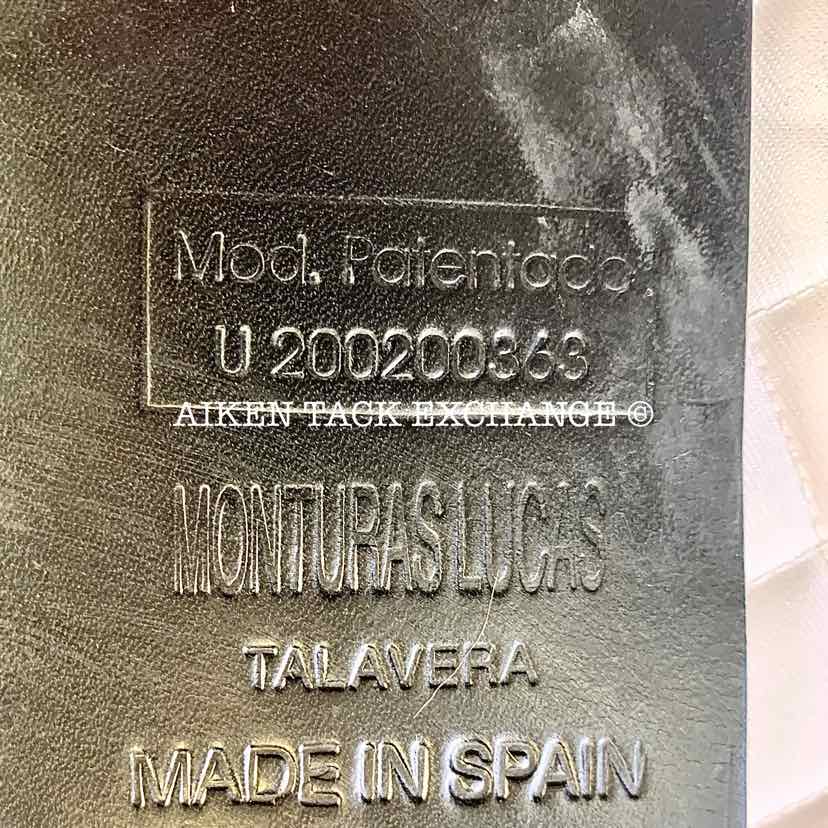 Mod. Patentado
U 200200363
AIKEN TACK EXCHANGE ©
MONTURAS LUCAS
TALAVERA
MADE IN SPAIN